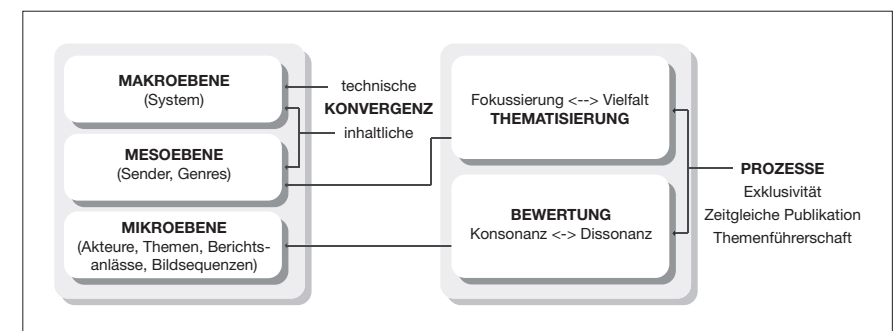 MAKROEBENE
(System)
MESOEBENE
(Sender, Genres)
MIKROEBENE
(Akteure, Themen, Berichts-
anlässe, Bildsequenzen)
technische
KONVERGENZ
inhaltliche
Fokussierung <--> Vielfalt
THEMATISIERUNG
BEWERTUNG
Konsonanz <-> Dissonanz
PROZESSE
Exklusivität
Zeitgleiche Publikation
Themenführerschaft